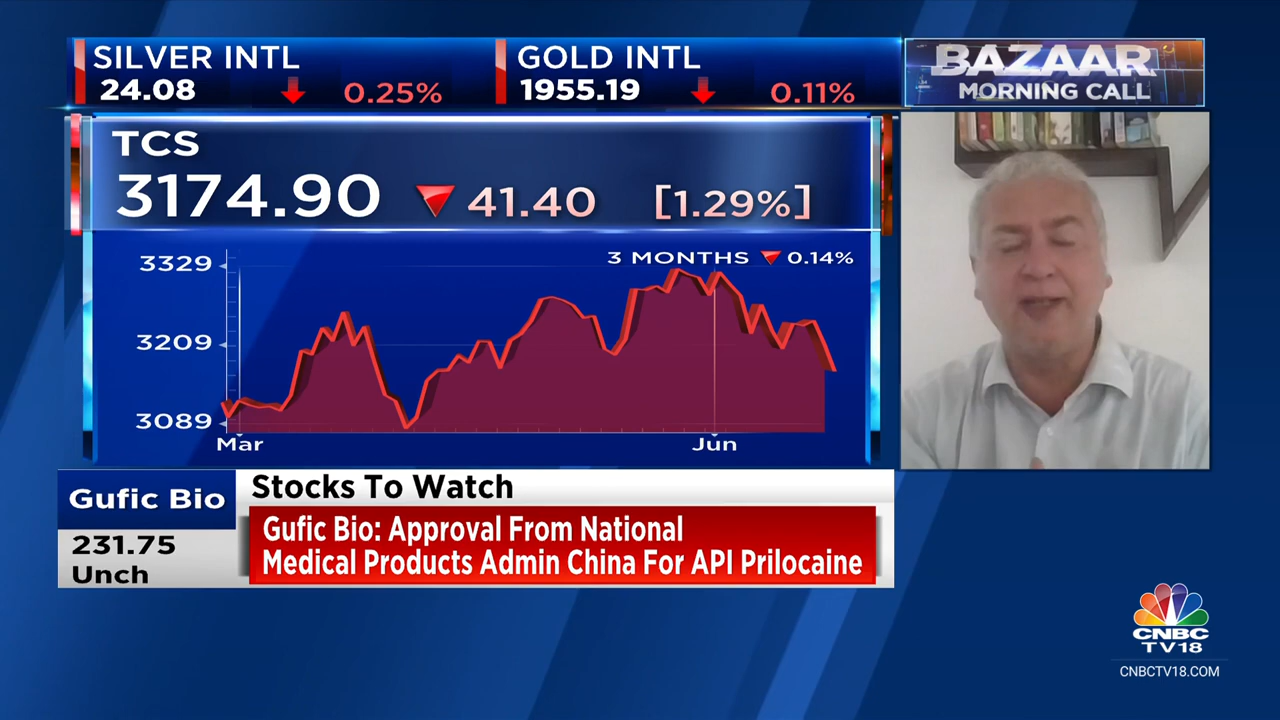 SILVER INTL
24.08 0.25%
GOLD INTL
1955.19 0.11%
BAZAAR
MORNING CALL
TCS
3174.90 41.40 [1.29%]
3 MONTHS 0.14%
3329
3209
3089
Mar Jun
Gufic Bio
231.75
Unch
Stocks To Watch
Gufic Bio: Approval From National
Medical Products Admin China For API Prilocaine
CNBC
TV18
CNBCTV18.COM